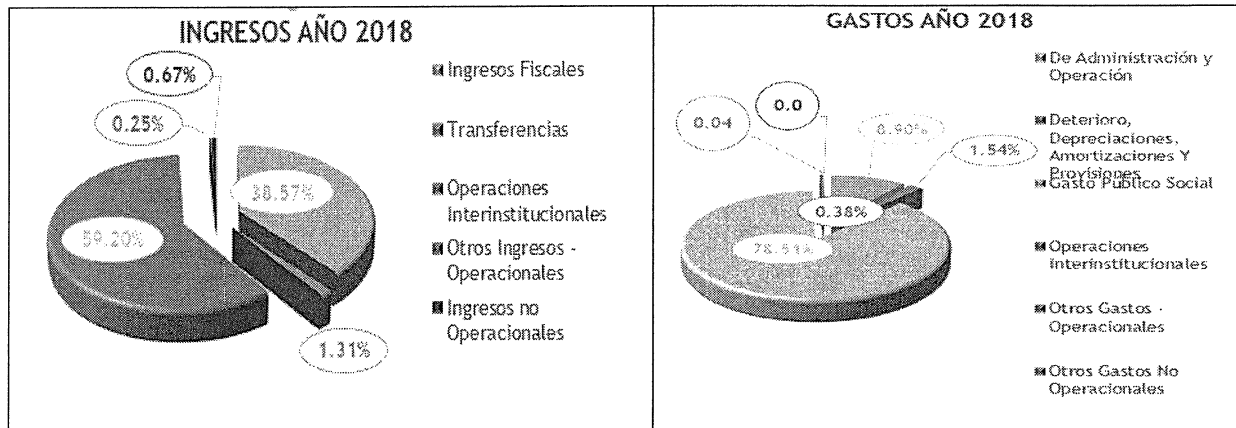 INGRESOS AÑO 2018
0.67%
0.25%
38.57%
59.20%
1.31%
Ingresos Fiscales
Transferencias
Operaciones
Interinstitucionales
Otros Ingresos -
Operacionales
Ingresos no
Operacionales
GASTOS AÑO 2018
0.0
0.04
0.90%
1.54%
0.38%
78.51%
De Administración y
Operación
Deterioro,
Depreciaciones,
Amortizaciones Y
Provisiones
Gasto Público Social
Operaciones
Interinstitucionales
Otros Gastos -
Operacionales
Otros Gastos No
Operacionales